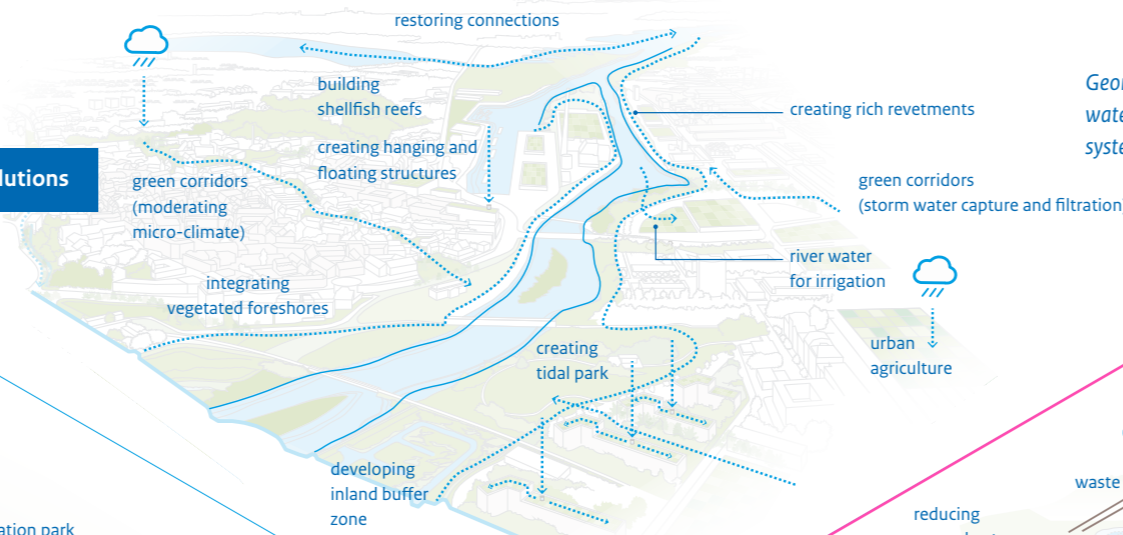 restoring connections
building
shellfish reefs
creating rich revetments
creating hanging and
floating structures
lutions
green corridors
(moderating
micro-climate)
green corridors
(storm water capture and filtration)
river water
for irrigation
integrating
vegetated foreshores
urban
agriculture
creating
tidal park
developing
inland buffer
zone
Geor
wate
syste
waste
reducing
ation park